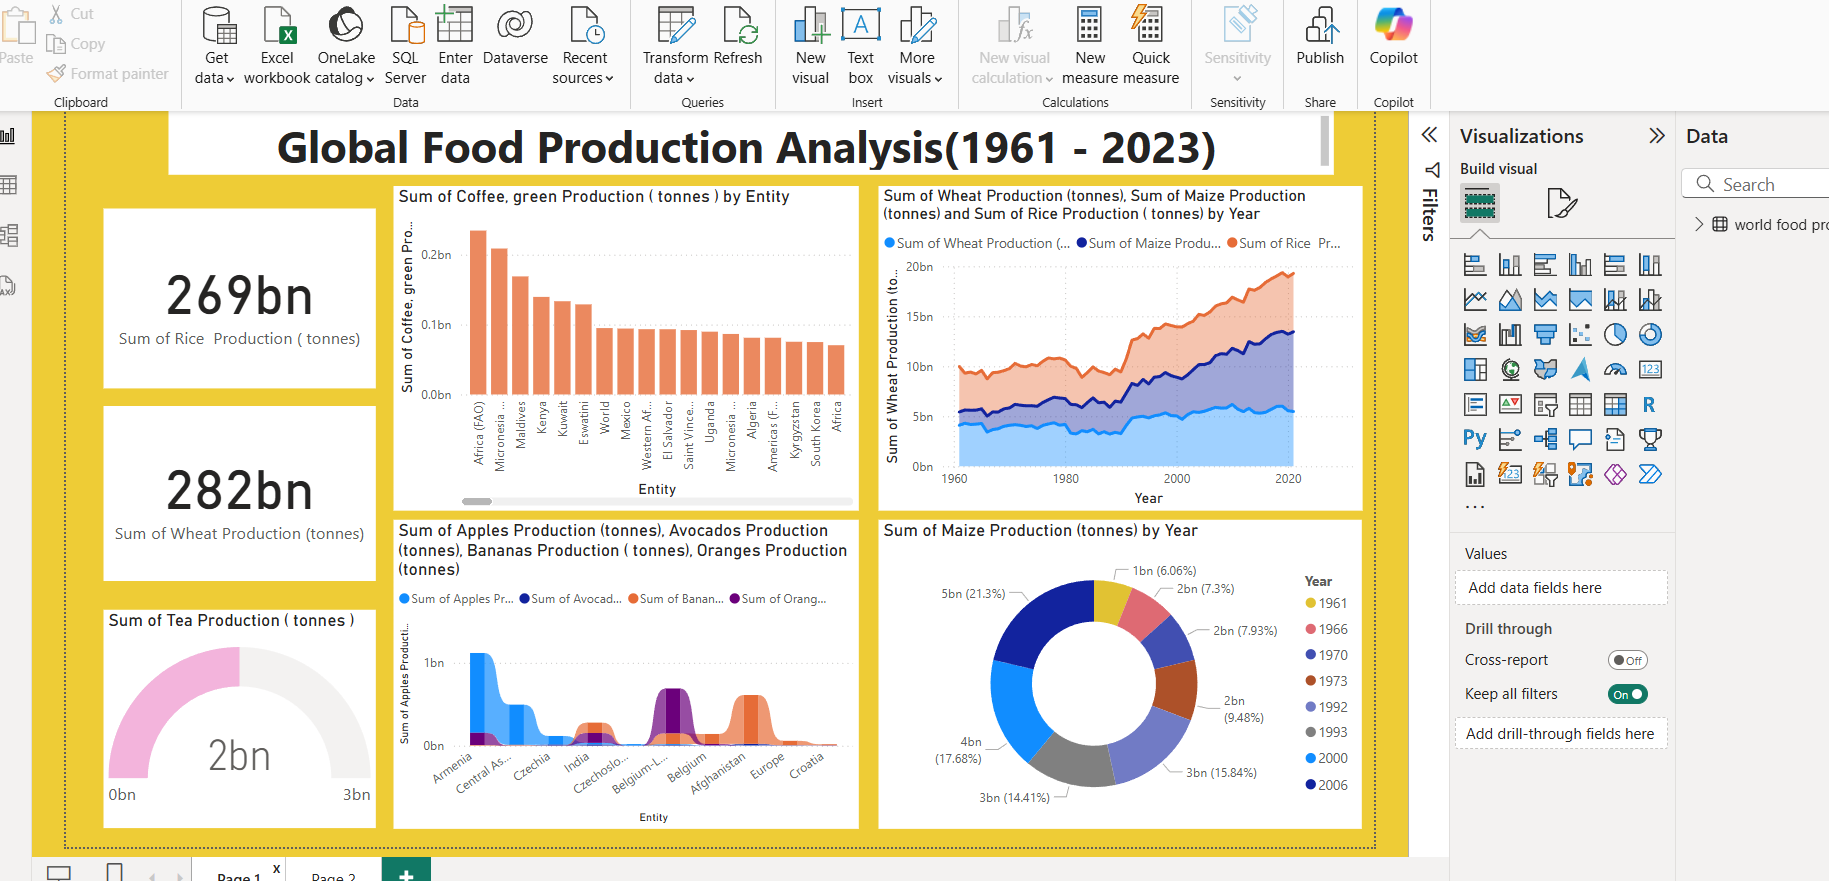 Paste
Cut
Copy
Format painter
Clipboard
Get data
Excel workbook
OneLake catalog
SQL Server
Enter data
Dataverse
Recent sources
Data
Transform data
Refresh
Queries
New visual
Text box
More visuals
Insert
New visual calculation
New measure
Quick measure
Calculations
Sensitivity
Sensitivity
Publish
Share
Copilot
Copilot
Global Food Production Analysis(1961 - 2023)
269bn
Sum of Rice  Production ( tonnes)
282bn
Sum of Wheat Production (tonnes)
Sum of Tea Production ( tonnes )
2bn
0bn
3bn
Sum of Coffee, green Production ( tonnes ) by Entity
Sum of Coffee, green Pro...
0.2bn
0.1bn
0.0bn
Africa (FAO)
Micronesia ...
Maldives
Kenya
Kuwait
Eswatini
World
Mexico
Western Af...
El Salvador
Saint Vince...
Uganda
Micronesia ...
Algeria
Americas (F...
Kyrgyzstan
South Korea
Africa
Entity
Sum of Wheat Production (tonnes), Sum of Maize Production
(tonnes) and Sum of Rice Production ( tonnes) by Year
Sum of Wheat Production (...
Sum of Maize Produ...
Sum of Rice  Pr...
Sum of Wheat Production (to...
20bn
15bn
10bn
5bn
0bn
1960
1980
2000
2020
Year
Sum of Apples Production (tonnes), Avocados Production
(tonnes), Bananas Production ( tonnes), Oranges Production
(tonnes)
Sum of Apples Pr...
Sum of Avocad...
Sum of Banan...
Sum of Orang...
Sum of Apples Producti...
1bn
0bn
Armenia
Central As...
Czechia
India
Czechoslo...
Belgium-L...
Belgium
Afghanistan
Europe
Croatia
Entity
Sum of Maize Production (tonnes) by Year
1bn (6.06%)
2bn (7.3%)
2bn (7.93%)
2bn
(9.48%)
3bn (15.84%)
3bn (14.41%)
4bn
(17.68%)
5bn (21.3%)
Year
1961
1966
1970
1973
1992
1993
2000
2006
Filters
Visualizations
Build visual
123
R
Py
123
...
Values
Add data fields here
Drill through
Cross-report
Off
Keep all filters
On
Add drill-through fields here
Data
Search
world food pro
Page 1
x
Page 2
+